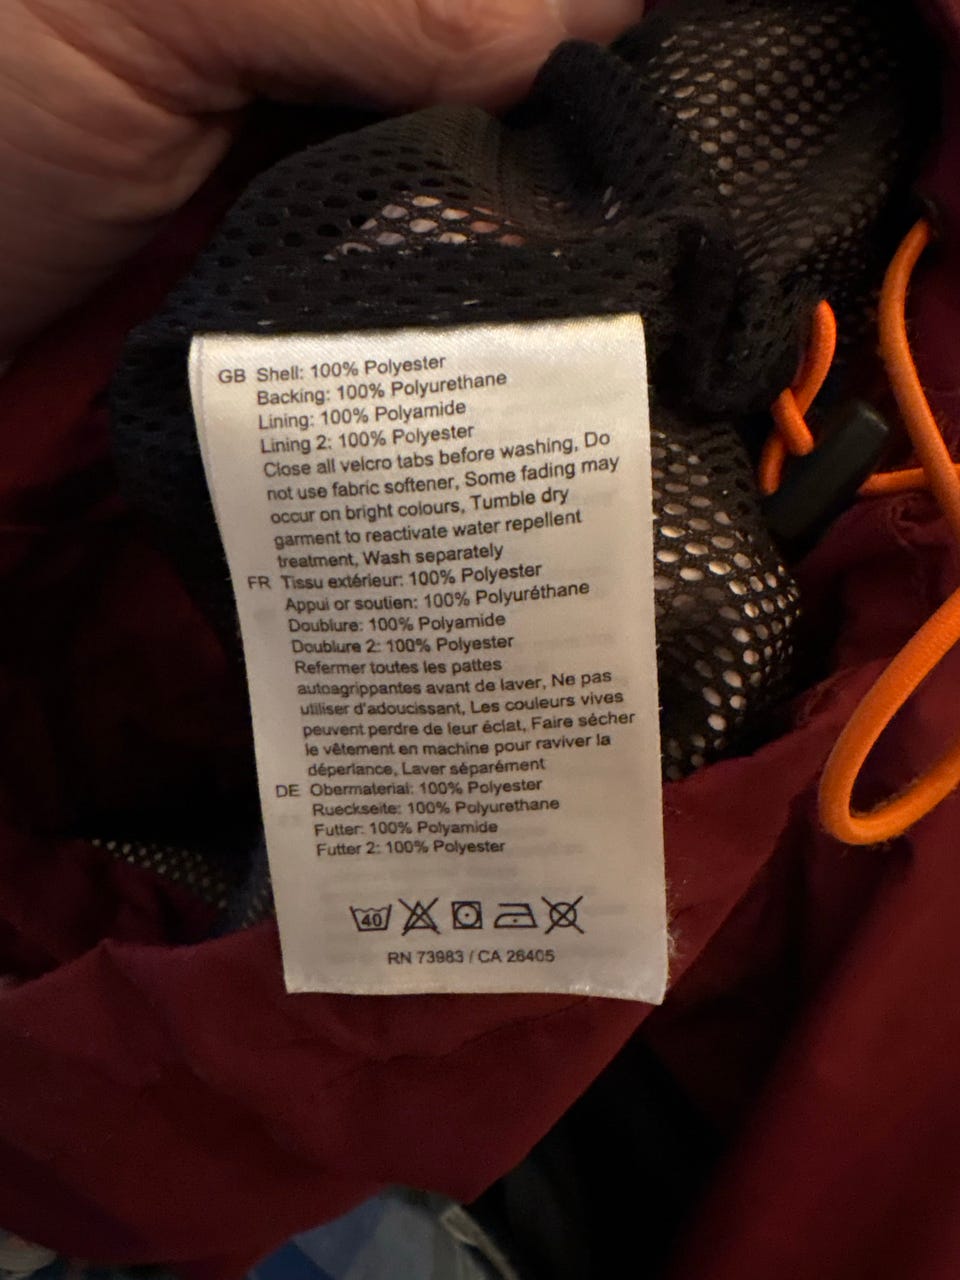 GB Shell: 100% Polyester
Backing: 100% Polyurethane
Lining: 100% Polyamide
Lining 2: 100% Polyester
Close all velcro tabs before washing, Do
not use fabric softener, Some fading may
occur on bright colours, Tumble dry
garment to reactivate water repellent
treatment, Wash separately
FR Tissu extérieur: 100% Polyester
Appui or soutien: 100% Polyuréthane
Doublure: 100% Polyamide
Doublure 2: 100% Polyester
Refermer toutes les pattes
autoagrippantes avant de laver, Ne pas
utiliser d'adoucissant, Les couleurs vives
peuvent perdre de leur éclat, Faire sécher
le vêtement en machine pour raviver la
déperlance, Laver séparément
DE Obermaterial: 100% Polyester
Rueckseite: 100% Polyurethane
Futter: 100% Polyamide
Futter 2: 100% Polyester
40
RN 73983 / CA 26405